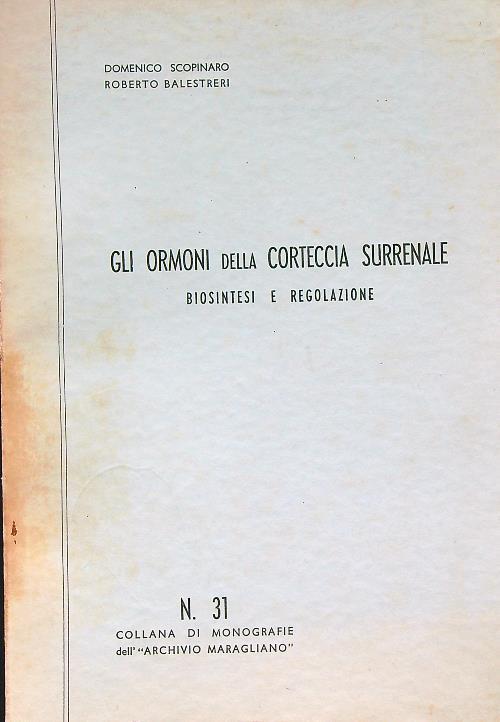 DOMENICO SCOPINARO
ROBERTO BALESTRERI
GLI ORMONI DELLA CORTECCIA SURRENALE
BIOSINTESI E REGOLAZIONE
N. 31
COLLANA DI MONOGRAFIE
dell' "ARCHIVIO MARAGLIANO"